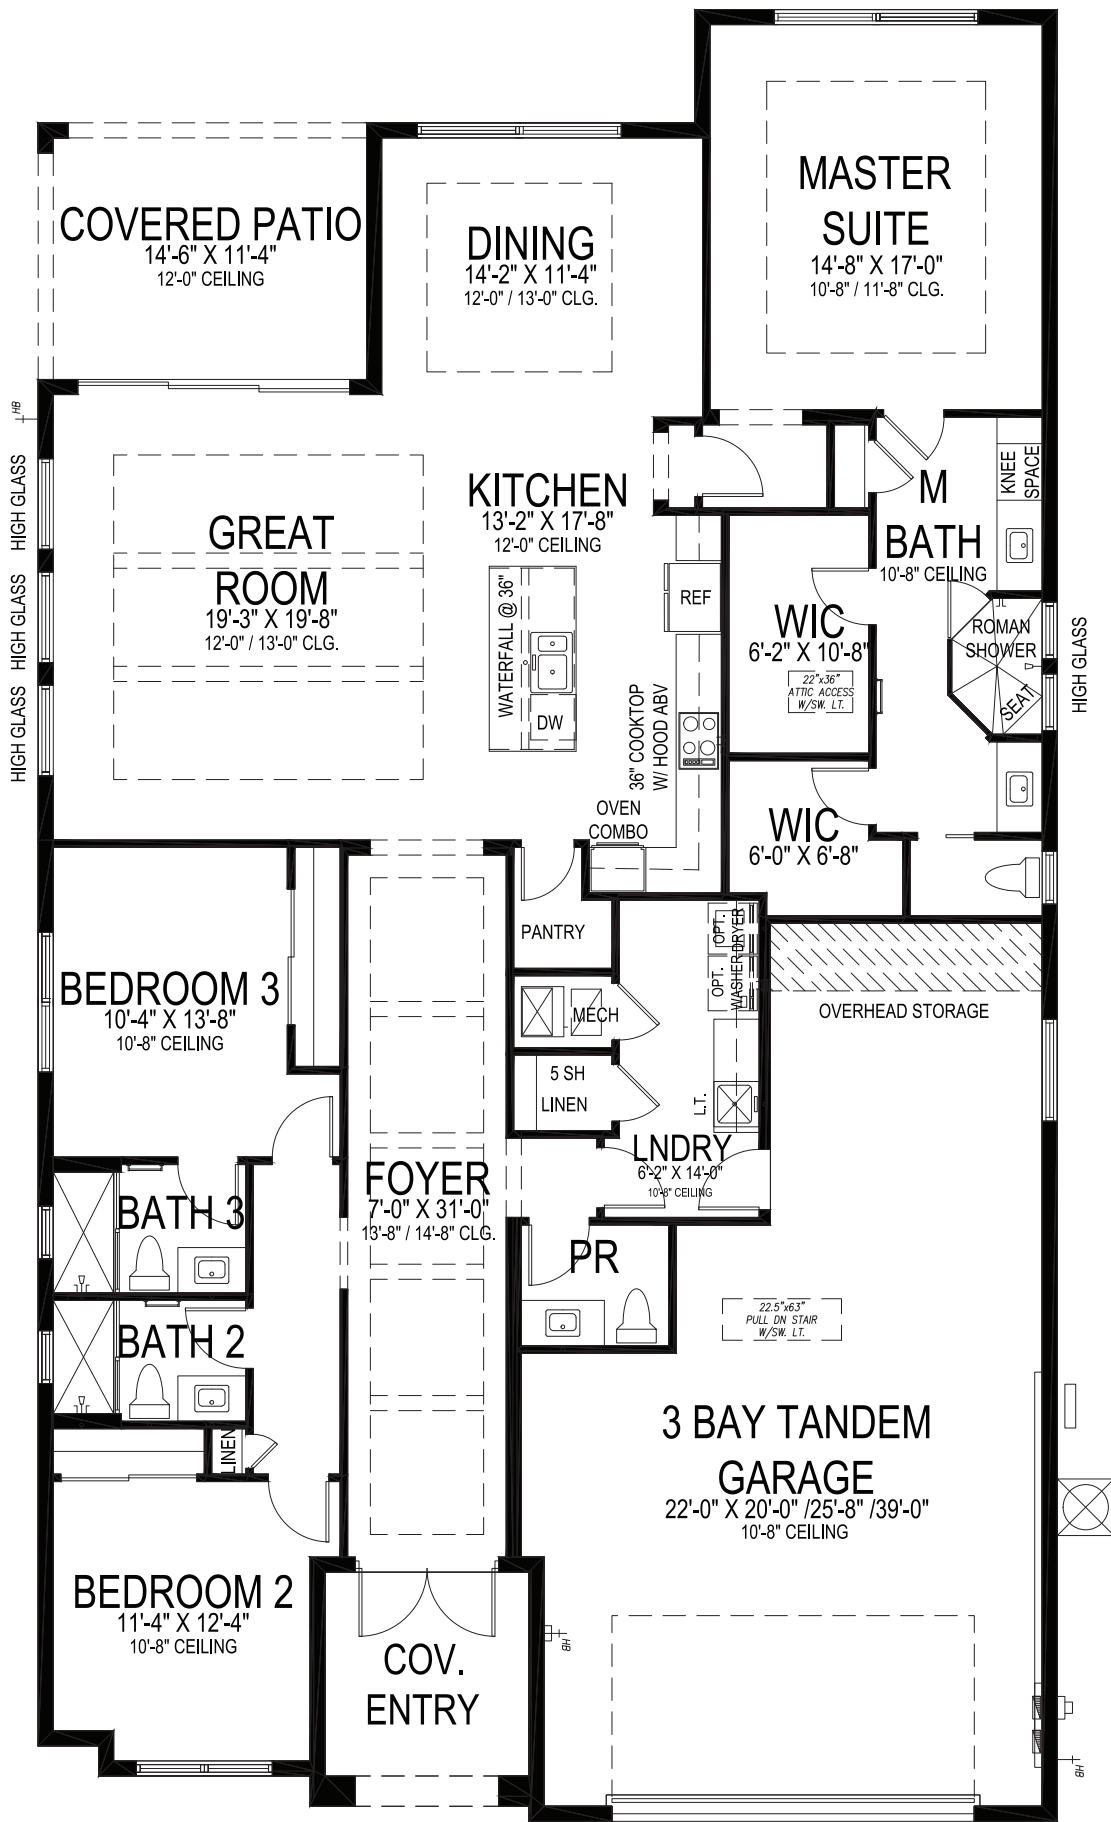 MASTER
SUITE
14'-8" X 17'-0"
10'-8" / 11'-8" CLG.
COVERED PATIO
14'-6" X 11'-4"
12'-0" CEILING
DINING
14'-2" X 11'-4"
12'-0" / 13'-0" CLG.
HB
HIGH GLASS
HIGH GLASS
HIGH GLASS
GREAT
ROOM
19'-3" X 19'-8"
12'-0" / 13'-0" CLG.
KITCHEN
13'-2" X 17'-8"
12'-0" CEILING
WATERFALL @ 36"
DW
REF
36" COOKTOP
W/ HOOD ABV
OVEN
COMBO
M
BATH
10'-8" CEILING
KNEE
SPACE
ROMAN
SHOWER
SEAT
HIGH GLASS
WIC
6'-2" X 10'-8"
22"x36"
ATTIC ACCESS
W/SW. LT.
WIC
6'-0" X 6'-8"
PANTRY
OPT.
OPT.
WASHER DRYER
MECH
5 SH
LINEN
L.T.
LNDRY
6'-2" X 14'-0"
10'-8" CEILING
OVERHEAD STORAGE
BEDROOM 3
10'-4" X 13'-8"
10'-8" CEILING
BATH 3
FOYER
7'-0" X 31'-0"
13'-8" / 14'-8" CLG.
PR
22.5"x63"
PULL DN STAIR
W/SW. LT.
BATH 2
LINEN
3 BAY TANDEM
GARAGE
22'-0" X 20'-0" /25'-8" /39'-0"
10'-8" CEILING
BEDROOM 2
11'-4" X 12'-4"
10'-8" CEILING
COV.
ENTRY
HB
HB